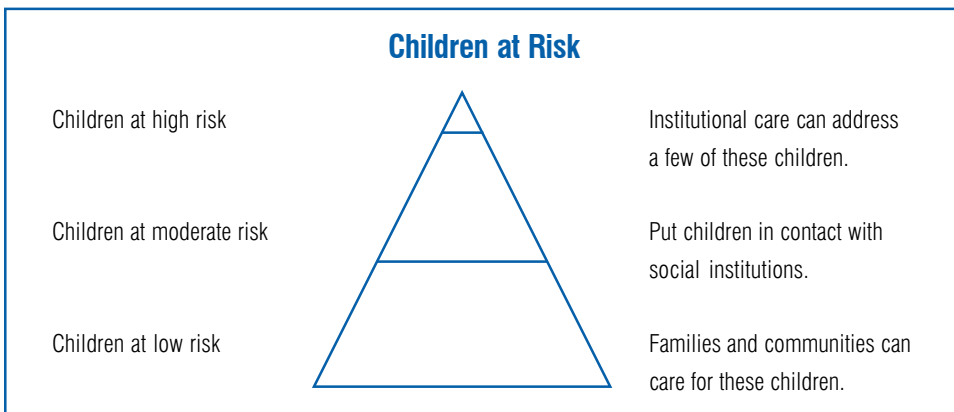 Children at Risk
Children at high risk
Institutional care can address
a few of these children.
Children at moderate risk
Put children in contact with
social institutions.
Children at low risk
Families and communities can
care for these children.